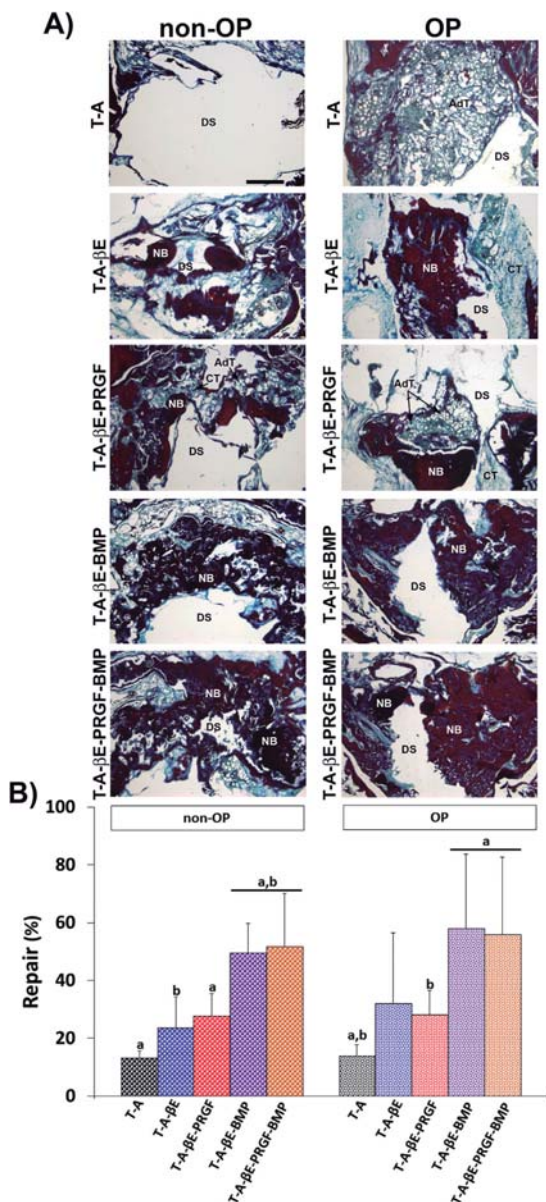 A)
non-OP OP
T-A
DS
AdT
DS
T-A-βE
NB
DS
NB
CT
DS
T-A-βE-PRGF
AdT
CT
NB
DS
AdT
DS
NB
CT
T-A-βE-BMP
NB
DS
NB
DS
T-A-βE-PRGF-BMP
NB
DS
NB
NB
DS
NB
B)
non-OP OP
Repair (%)
100
80
60
40
20
0
a
b
a
a,b
a,b
b
a
T-A
T-A-βE
T-A-βE-PRGF
T-A-βE-BMP
T-A-βE-PRGF-BMP
T-A
T-A-βE
T-A-βE-PRGF
T-A-βE-BMP
T-A-βE-PRGF-BMP